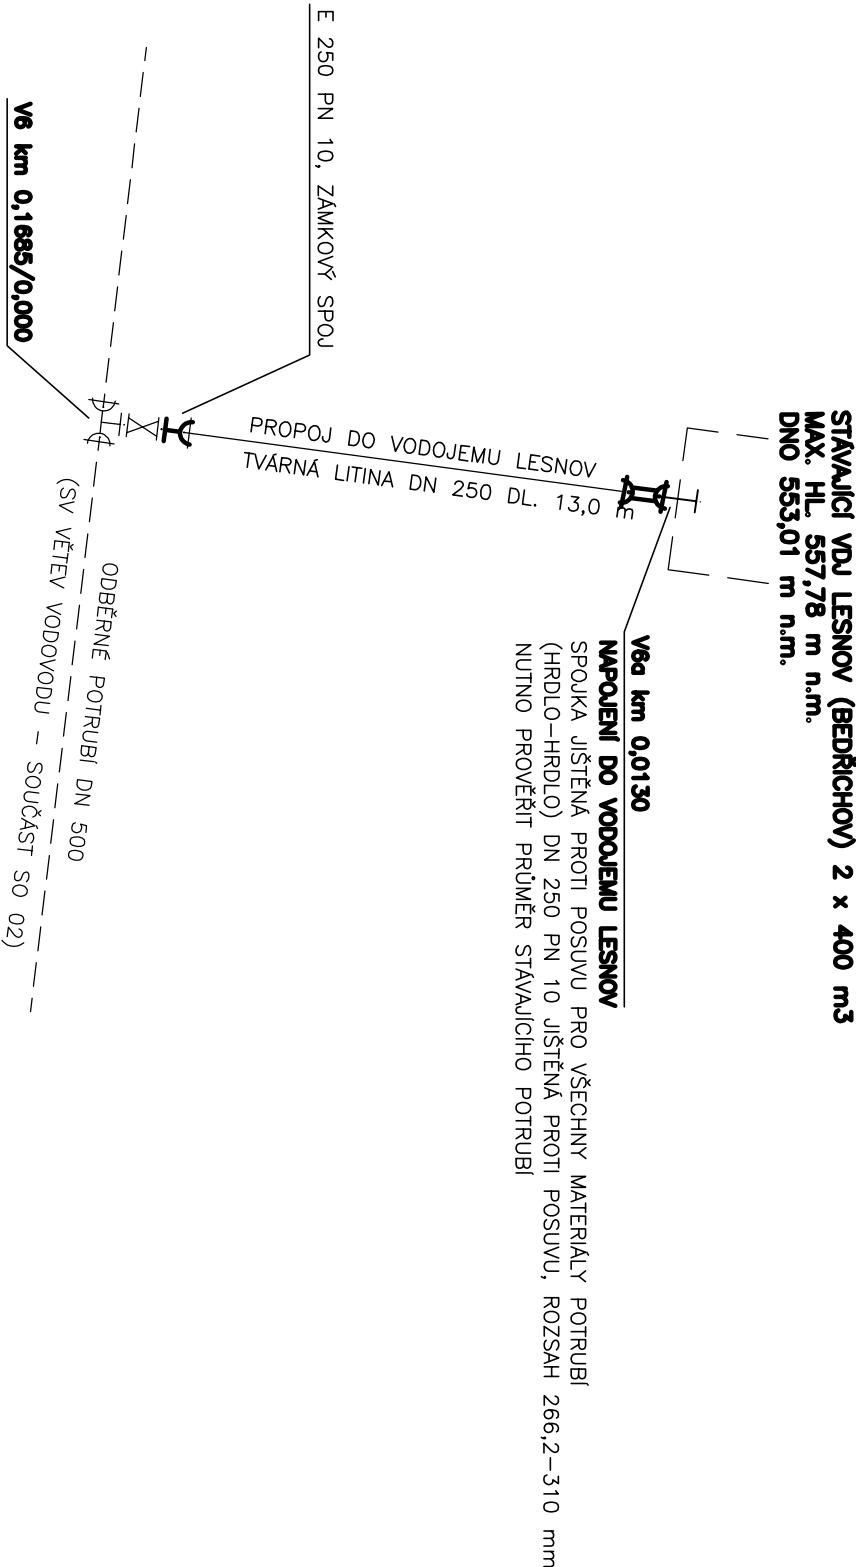 STÁVAJÍCÍ VDJ LESNOV (BEDŘICHOV) 2 x 400 m3
MAX. HL. 557,78 m n.m.
DNO 553,01 m n.m.
V6a km 0,0130
NAPOJENÍ DO VODOJEMU LESNOV
SPOJKA JIŠTĚNÁ PROTI POSUVU PRO VŠECHNY MATERIÁLY POTRUBÍ
(HRDLO-HRDLO) DN 250 PN 10 JIŠTĚNÁ PROTI POSUVU, ROZSAH 266,2-310 mm
NUTNO PROVĚŘIT PRŮMĚR STÁVAJÍCÍHO POTRUBÍ
PROPOJ DO VODOJEMU LESNOV
TVÁRNÁ LITINA DN 250 DL. 13,0 m
E 250 PN 10, ZÁMKOVÝ SPOJ
V6 km 0,1685/0,000
ODBĚRNÉ POTRUBÍ DN 500
(SV VĚTEV VODOVODU - SOUČÁST SO 02)